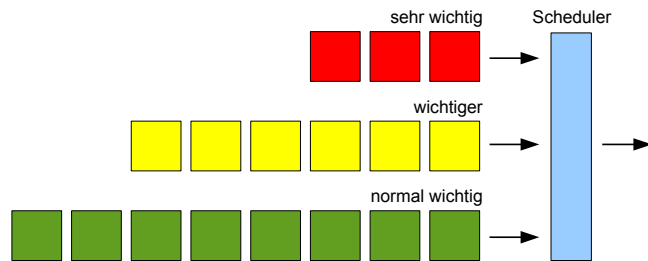 sehr wichtig
Scheduler
wichtiger
normal wichtig